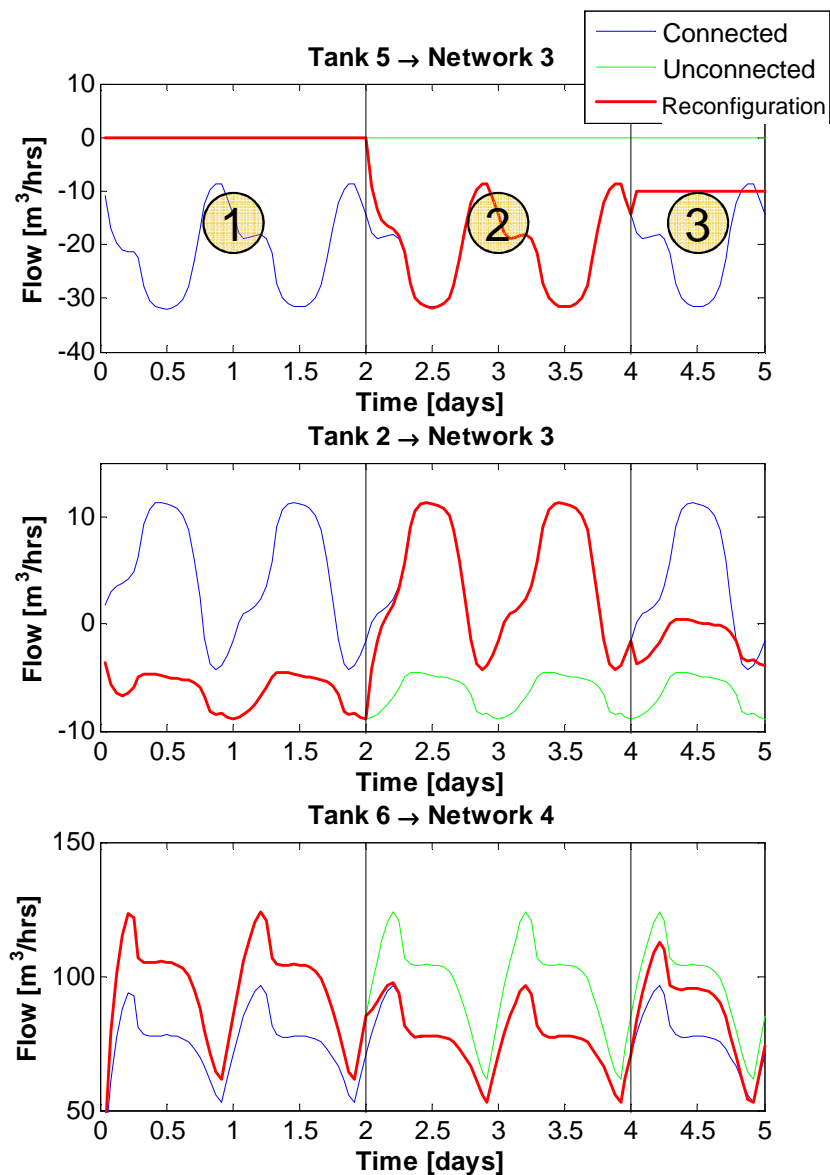 Connected
Unconnected
Reconfiguration
Tank 5 → Network 3
Flow [m³/hrs]
10
0
-10
-20
-30
-40
1
2
3
0 0.5 1 1.5 2 2.5 3 3.5 4 4.5 5
Time [days]
Tank 2 → Network 3
Flow [m³/hrs]
10
0
-10
0 0.5 1 1.5 2 2.5 3 3.5 4 4.5 5
Time [days]
Tank 6 → Network 4
Flow [m³/hrs]
150
100
50
0 0.5 1 1.5 2 2.5 3 3.5 4 4.5 5
Time [days]